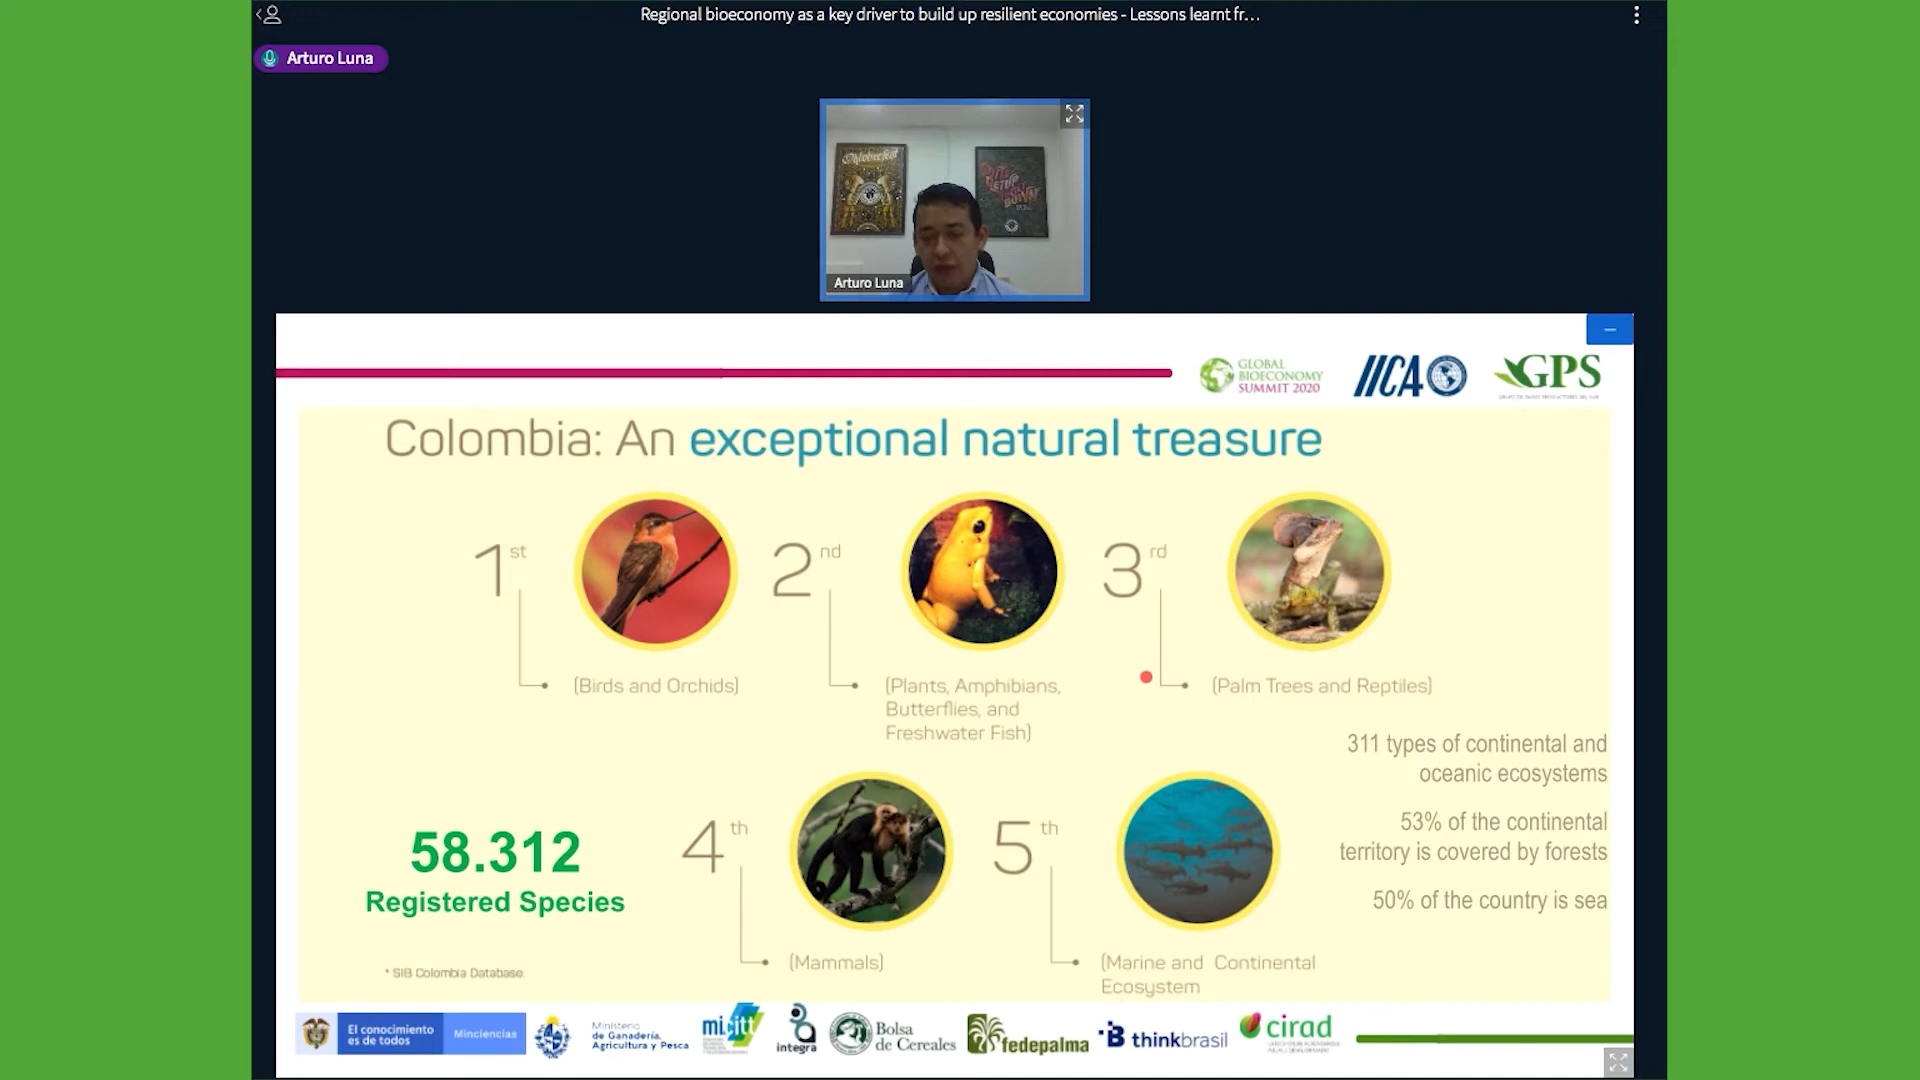 Regional bioeconomy as a key driver to build up resilient economies - Lessons learnt fr...
Arturo Luna
Oktoberfest
Arturo Luna
GLOBAL
BIOECONOMY
SUMMIT 2020
IICA
GPS
Colombia: An exceptional natural treasure
1st
2nd
3rd
(Birds and Orchids)
(Plants, Amphibians,
Butterflies, and
Freshwater Fish)
(Palm Trees and Reptiles)
311 types of continental and
oceanic ecosystems
53% of the continental
territory is covered by forests
50% of the country is sea
58.312
Registered Species
4th
5th
(Mammals)
(Marine and Continental
Ecosystem
* SIB Colombia Database.
El conocimiento
es de todos
Minciencias
Ministerio
de Ganadería,
Agricultura y Pesca
micitt
integra
Bolsa
de Cereales
fedepalma
B thinkbrasil
cirad